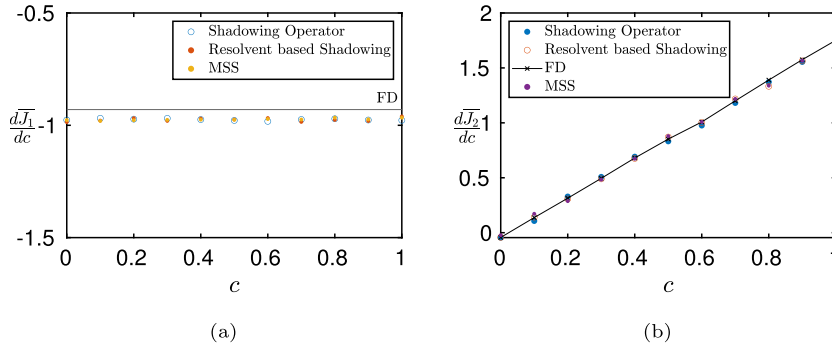 -0.5
Shadowing Operator
Resolvent based Shadowing
MSS
FD
dJ̅₁/dc
-1
-1.5
0 0.2 0.4 0.6 0.8 1
c
(a)
2
Shadowing Operator
Resolvent based Shadowing
FD
MSS
1.5
dJ̅₂/dc
1
0.5
0
0 0.2 0.4 0.6 0.8 1
c
(b)